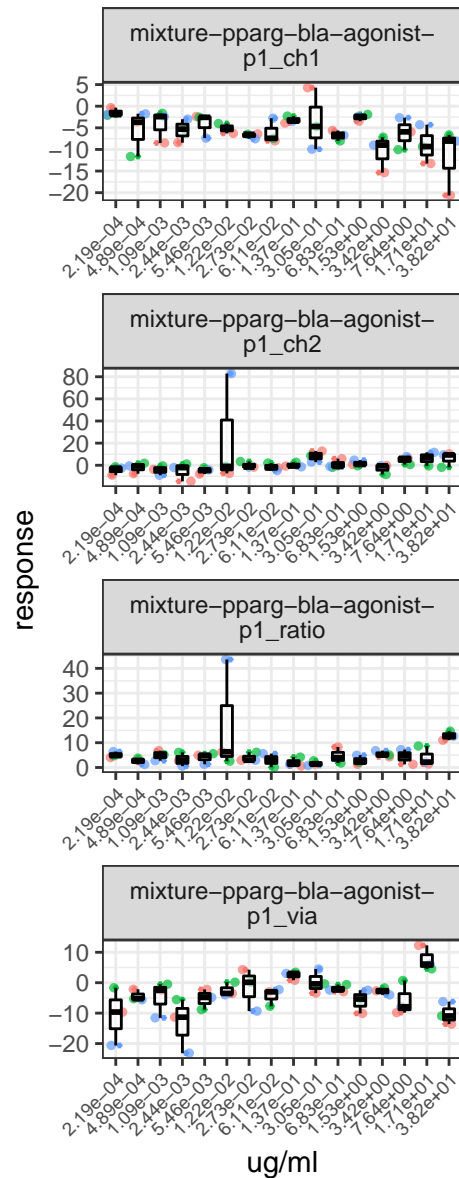 mixture−pparg−bla−agonist−
p1_ch1
5
0
−5
−10
−15
−20
2.19e−04
4.89e−04
1.09e−03
2.44e−03
5.46e−03
1.22e−02
2.73e−02
6.11e−02
1.37e−01
3.05e−01
6.83e−01
1.53e+00
3.42e+00
7.64e+00
1.71e+01
3.82e+01
mixture−pparg−bla−agonist−
p1_ch2
80
60
40
20
0
2.19e−04
4.89e−04
1.09e−03
2.44e−03
5.46e−03
1.22e−02
2.73e−02
6.11e−02
1.37e−01
3.05e−01
6.83e−01
1.53e+00
3.42e+00
7.64e+00
1.71e+01
3.82e+01
response
mixture−pparg−bla−agonist−
p1_ratio
40
30
20
10
0
2.19e−04
4.89e−04
1.09e−03
2.44e−03
5.46e−03
1.22e−02
2.73e−02
6.11e−02
1.37e−01
3.05e−01
6.83e−01
1.53e+00
3.42e+00
7.64e+00
1.71e+01
3.82e+01
mixture−pparg−bla−agonist−
p1_via
10
0
−10
−20
2.19e−04
4.89e−04
1.09e−03
2.44e−03
5.46e−03
1.22e−02
2.73e−02
6.11e−02
1.37e−01
3.05e−01
6.83e−01
1.53e+00
3.42e+00
7.64e+00
1.71e+01
3.82e+01
ug/ml